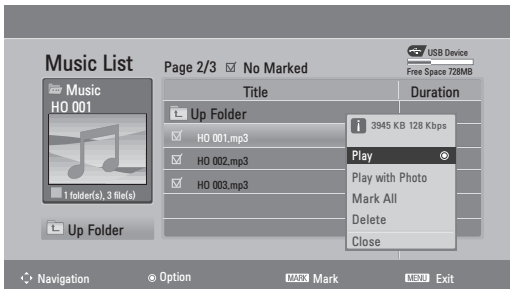 Music List
Page 2/3 ☑ No Marked
USB Device
Free Space 728MB
Music
HO 001
1 folder(s), 3 file(s)
Up Folder
Title
Duration
Up Folder
HO 001.mp3
HO 002.mp3
HO 003.mp3
3945 KB 128 Kbps
Play
Play with Photo
Mark All
Delete
Close
Navigation
Option
MARK Mark
MENU Exit